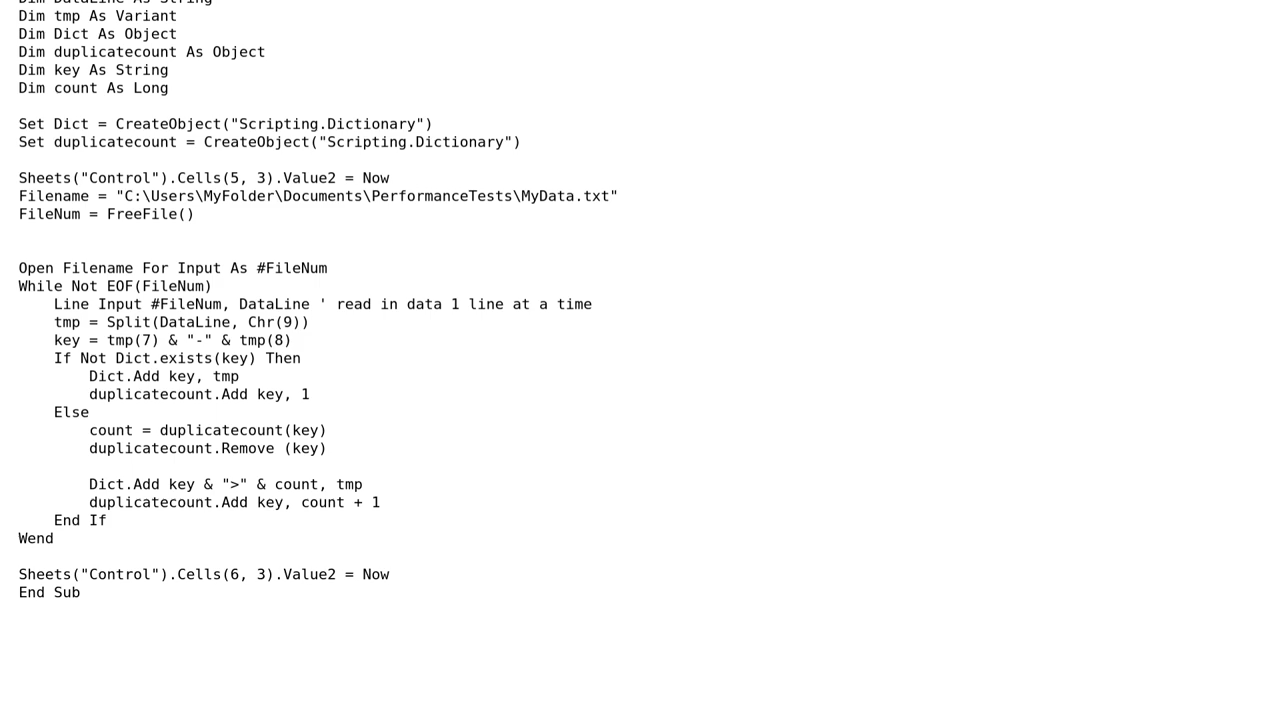 Dim DataLine As String
Dim tmp As Variant
Dim Dict As Object
Dim duplicatecount As Object
Dim key As String
Dim count As Long

Set Dict = CreateObject("Scripting.Dictionary")
Set duplicatecount = CreateObject("Scripting.Dictionary")

Sheets("Control").Cells(5, 3).Value2 = Now
Filename = "C:\Users\MyFolder\Documents\PerformanceTests\MyData.txt"
FileNum = FreeFile()


Open Filename For Input As #FileNum
While Not EOF(FileNum)
    Line Input #FileNum, DataLine ' read in data 1 line at a time
    tmp = Split(DataLine, Chr(9))
    key = tmp(7) & "-" & tmp(8)
    If Not Dict.exists(key) Then
        Dict.Add key, tmp
        duplicatecount.Add key, 1
    Else
        count = duplicatecount(key)
        duplicatecount.Remove (key)

        Dict.Add key & ">" & count, tmp
        duplicatecount.Add key, count + 1
    End If
Wend

Sheets("Control").Cells(6, 3).Value2 = Now
End Sub